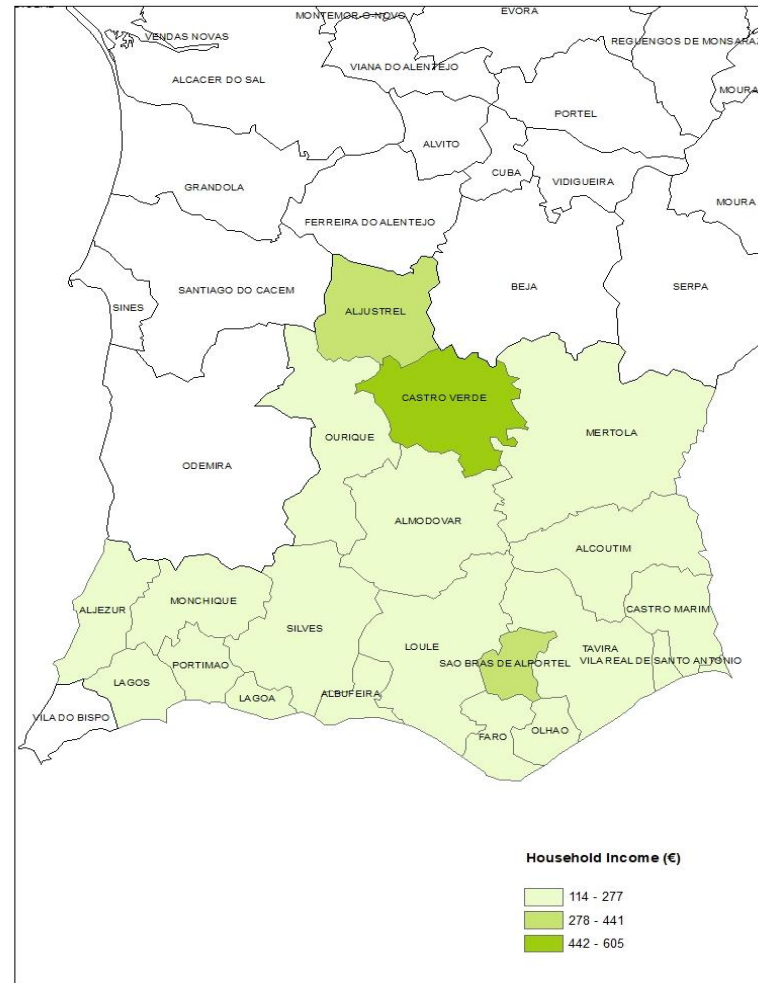 MONTEMOR-O-NOVO
EVORA
VENDAS NOVAS
REGUENGOS DE MONSARAZ
VIANA DO ALENTEJO
ALCACER DO SAL
MOURA
PORTEL
ALVITO
CUBA
VIDIGUEIRA
GRANDOLA
MOURA
FERREIRA DO ALENTEJO
SANTIAGO DO CACEM
BEJA
SERPA
SINES
ALJUSTREL
CASTRO VERDE
MERTOLA
OURIQUE
ODEMIRA
ALMODOVAR
ALCOUTIM
MONCHIQUE
ALJEZUR
CASTRO MARIM
SILVES
LOULE
TAVIRA
SAO BRAS DE ALPORTEL
VILA REAL DE SANTO ANTONIO
PORTIMAO
LAGOS
LAGOA
ALBUFEIRA
VILA DO BISPO
OLHAO
FARO
Household Income (€)
114 - 277
278 - 441
442 - 605